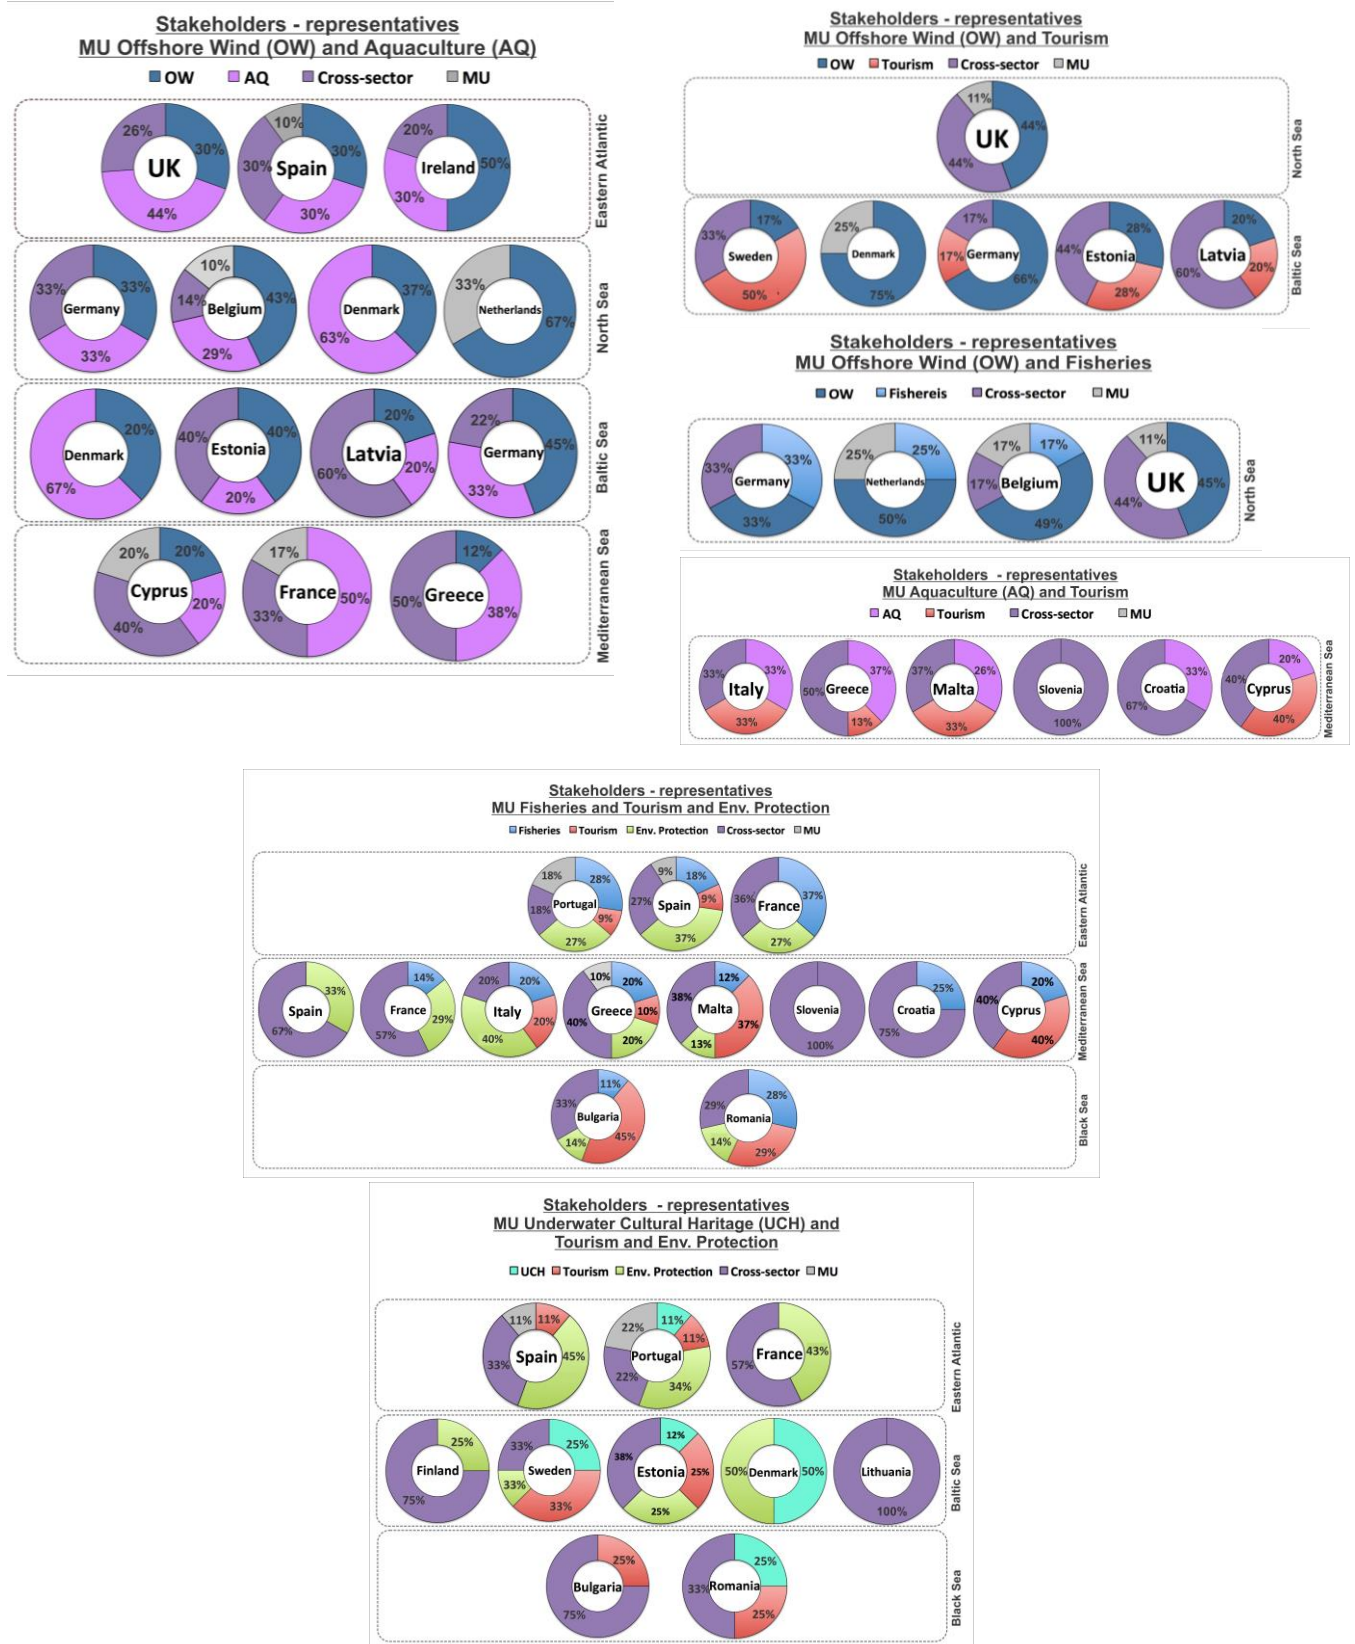 Stakeholders - representatives
MU Offshore Wind (OW) and Aquaculture (AQ)
OW AQ Cross-sector MU
26% 30% 44% UK
10% 30% 30% 30% Spain
20% 50% 30% Ireland
Eastern Atlantic
33% 33% 33% Germany
10% 14% 43% 29% Belgium
37% 63% Denmark
33% 67% Netherlands
North Sea
20% 67% Denmark
40% 40% 20% Estonia
20% 20% 60% Latvia
22% 45% 33% Germany
Baltic Sea
20% 20% 20% 40% Cyprus
17% 50% 33% France
12% 50% 38% Greece
Mediterranean Sea
Stakeholders - representatives
MU Offshore Wind (OW) and Tourism
OW Tourism Cross-sector MU
11% 44% 44% UK
North Sea
17% 33% 50% Sweden
25% 75% Denmark
17% 17% 66% Germany
28% 44% 28% Estonia
20% 20% 60% Latvia
Baltic Sea
Stakeholders - representatives
MU Offshore Wind (OW) and Fisheries
OW Fishereis Cross-sector MU
33% 33% 33% Germany
25% 25% 50% Netherlands
17% 17% 17% 49% Belgium
11% 45% 44% UK
North Sea
Stakeholders - representatives
MU Aquaculture (AQ) and Tourism
AQ Tourism Cross-sector MU
33% 33% 33% Italy
37% 50% 13% Greece
37% 26% 33% Malta
Slovenia 100%
33% 67% Croatia
20% 40% 40% Cyprus
Mediterranean Sea
Stakeholders - representatives
MU Fisheries and Tourism and Env. Protection
Fisheries Tourism Env. Protection Cross-sector MU
18% 28% 18% 9% 27% Portugal
9% 18% 27% 9% 37% Spain
36% 37% 27% France
Eastern Atlantic
33% 67% Spain
14% 29% 57% France
20% 20% 20% 40% Italy
10% 20% 10% 40% 20% Greece
12% 38% 37% 13% Malta
Slovenia 100%
25% 75% Croatia
20% 40% 40% Cyprus
Mediterranean Sea
11% 33% 45% 14% Bulgaria
28% 29% 14% 29% Romania
Black Sea
Stakeholders - representatives
MU Underwater Cultural Haritage (UCH) and
Tourism and Env. Protection
UCH Tourism Env. Protection Cross-sector MU
11% 11% 33% 45% Spain
22% 11% 11% 22% 34% Portugal
57% 43% France
Eastern Atlantic
25% 75% Finland
33% 25% 33% 33% Sweden
12% 38% 25% 25% Estonia
50% 50% Denmark
Lithuania 100%
Baltic Sea
25% 75% Bulgaria
25% 33% 25% Romania
Black Sea